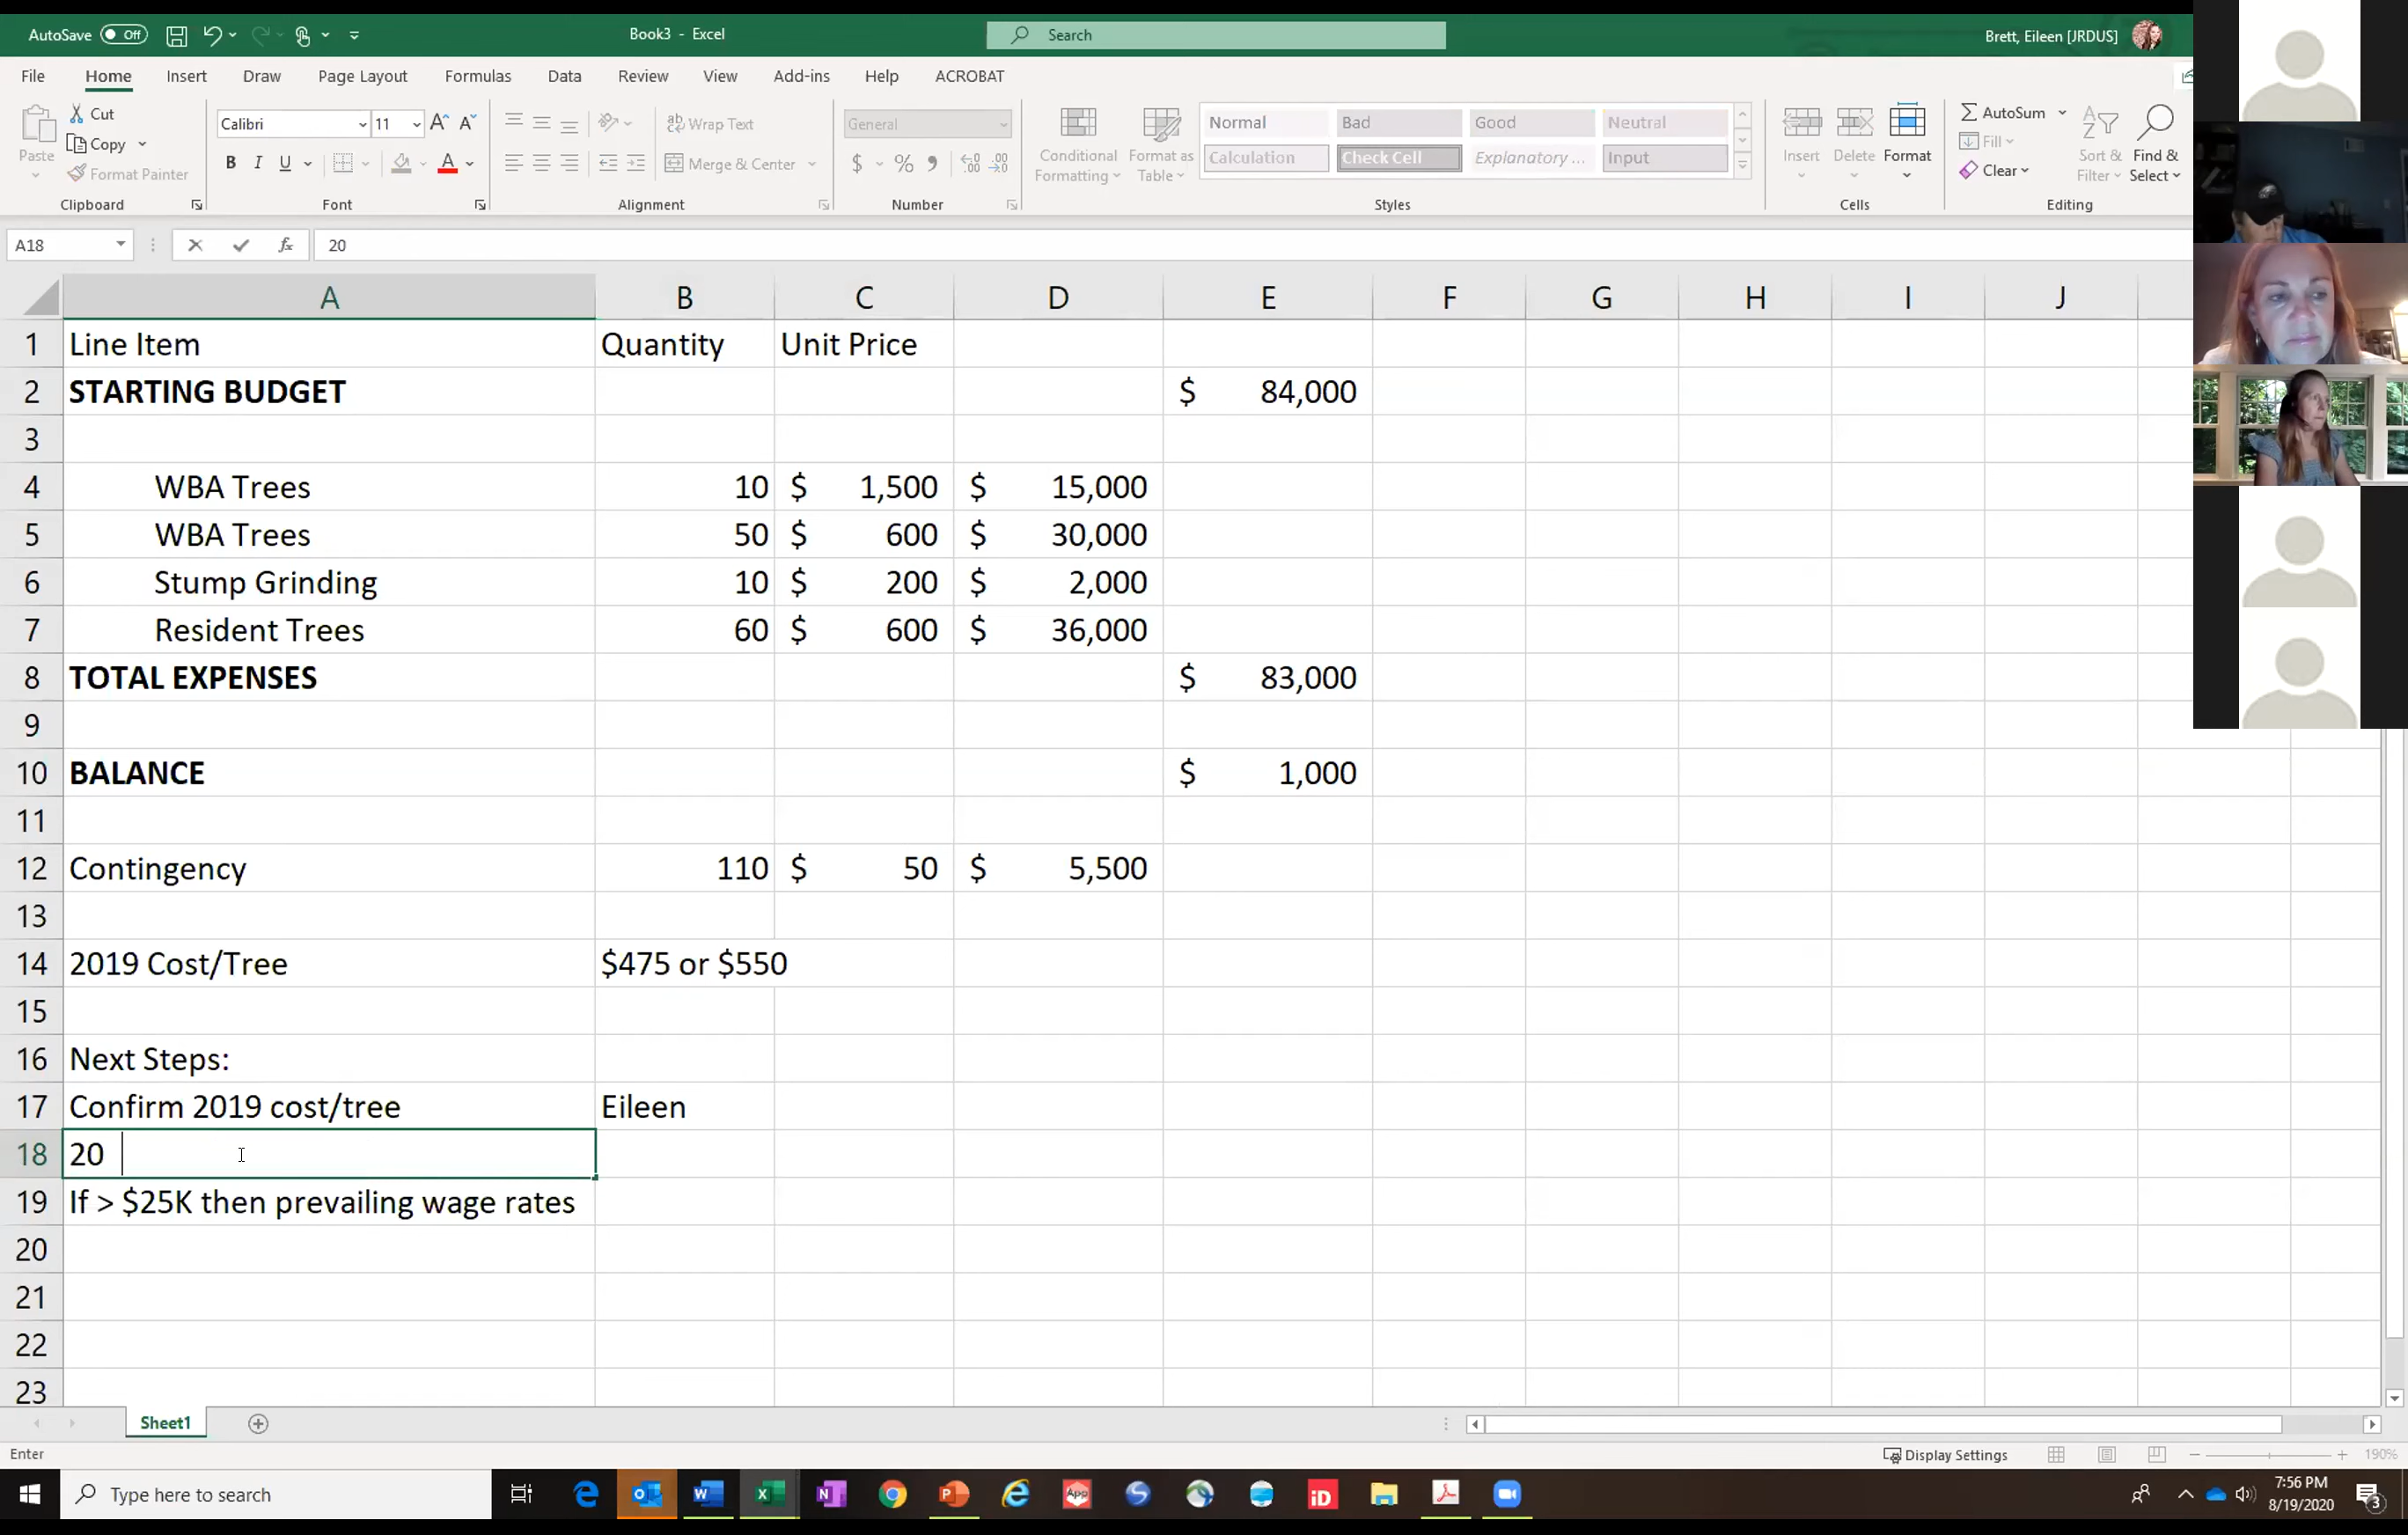 AutoSave Off Book3 - Excel Search Brett, Eileen [JRDUS]
File Home Insert Draw Page Layout Formulas Data Review View Add-ins Help ACROBAT
Paste Cut Copy Format Painter Clipboard
Calibri 11 B I U Font
Wrap Text Merge & Center Alignment
General $ % Number
Conditional Formatting Format as Table
Normal Bad Good Neutral
Calculation Check Cell Explanatory ... Input
Styles
Insert Delete Format Cells
AutoSum Fill Clear Sort & Filter Find & Select Editing
A18 fx 20
A B C D E F G H I J
1 Line Item Quantity Unit Price
2 STARTING BUDGET $ 84,000
3
4 WBA Trees 10 $ 1,500 $ 15,000
5 WBA Trees 50 $ 600 $ 30,000
6 Stump Grinding 10 $ 200 $ 2,000
7 Resident Trees 60 $ 600 $ 36,000
8 TOTAL EXPENSES $ 83,000
9
10 BALANCE $ 1,000
11
12 Contingency 110 $ 50 $ 5,500
13
14 2019 Cost/Tree $475 or $550
15
16 Next Steps:
17 Confirm 2019 cost/tree Eileen
18 20
19 If > $25K then prevailing wage rates
20
21
22
23
Sheet1
Enter Display Settings 190%
Type here to search
App iD
7:56 PM
8/19/2020
3